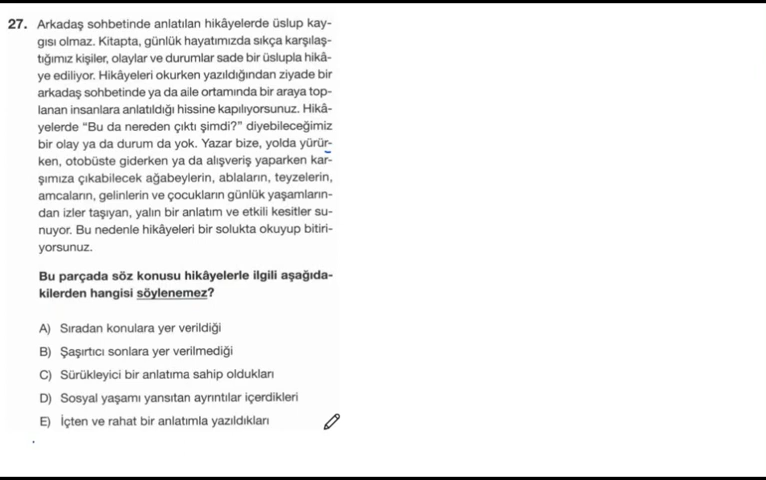 27. Arkadaş sohbetinde anlatılan hikâyelerde üslup kay-
gısı olmaz. Kitapta, günlük hayatımızda sıkça karşılaş-
tığımız kişiler, olaylar ve durumlar sade bir üslupla hikâ-
ye ediliyor. Hikâyeleri okurken yazıldığından ziyade bir
arkadaş sohbetinde ya da aile ortamında bir araya top-
lanan insanlara anlatıldığı hissine kapılıyorsunuz. Hikâ-
yelerde “Bu da nereden çıktı şimdi?” diyebileceğimiz
bir olay ya da durum da yok. Yazar bize, yolda yürür-
ken, otobüste giderken ya da alışveriş yaparken kar-
şımıza çıkabilecek ağabeylerin, ablaların, teyzelerin,
amcaların, gelinlerin ve çocukların günlük yaşamların-
dan izler taşıyan, yalın bir anlatım ve etkili kesitler su-
nuyor. Bu nedenle hikâyeleri bir solukta okuyup bitiri-
yorsunuz.
Bu parçada söz konusu hikâyelerle ilgili aşağıda-
kilerden hangisi söylenemez?
A) Sıradan konulara yer verildiği
B) Şaşırtıcı sonlara yer verilmediği
C) Sürükleyici bir anlatıma sahip oldukları
D) Sosyal yaşamı yansıtan ayrıntılar içerdikleri
E) İçten ve rahat bir anlatımla yazıldıkları